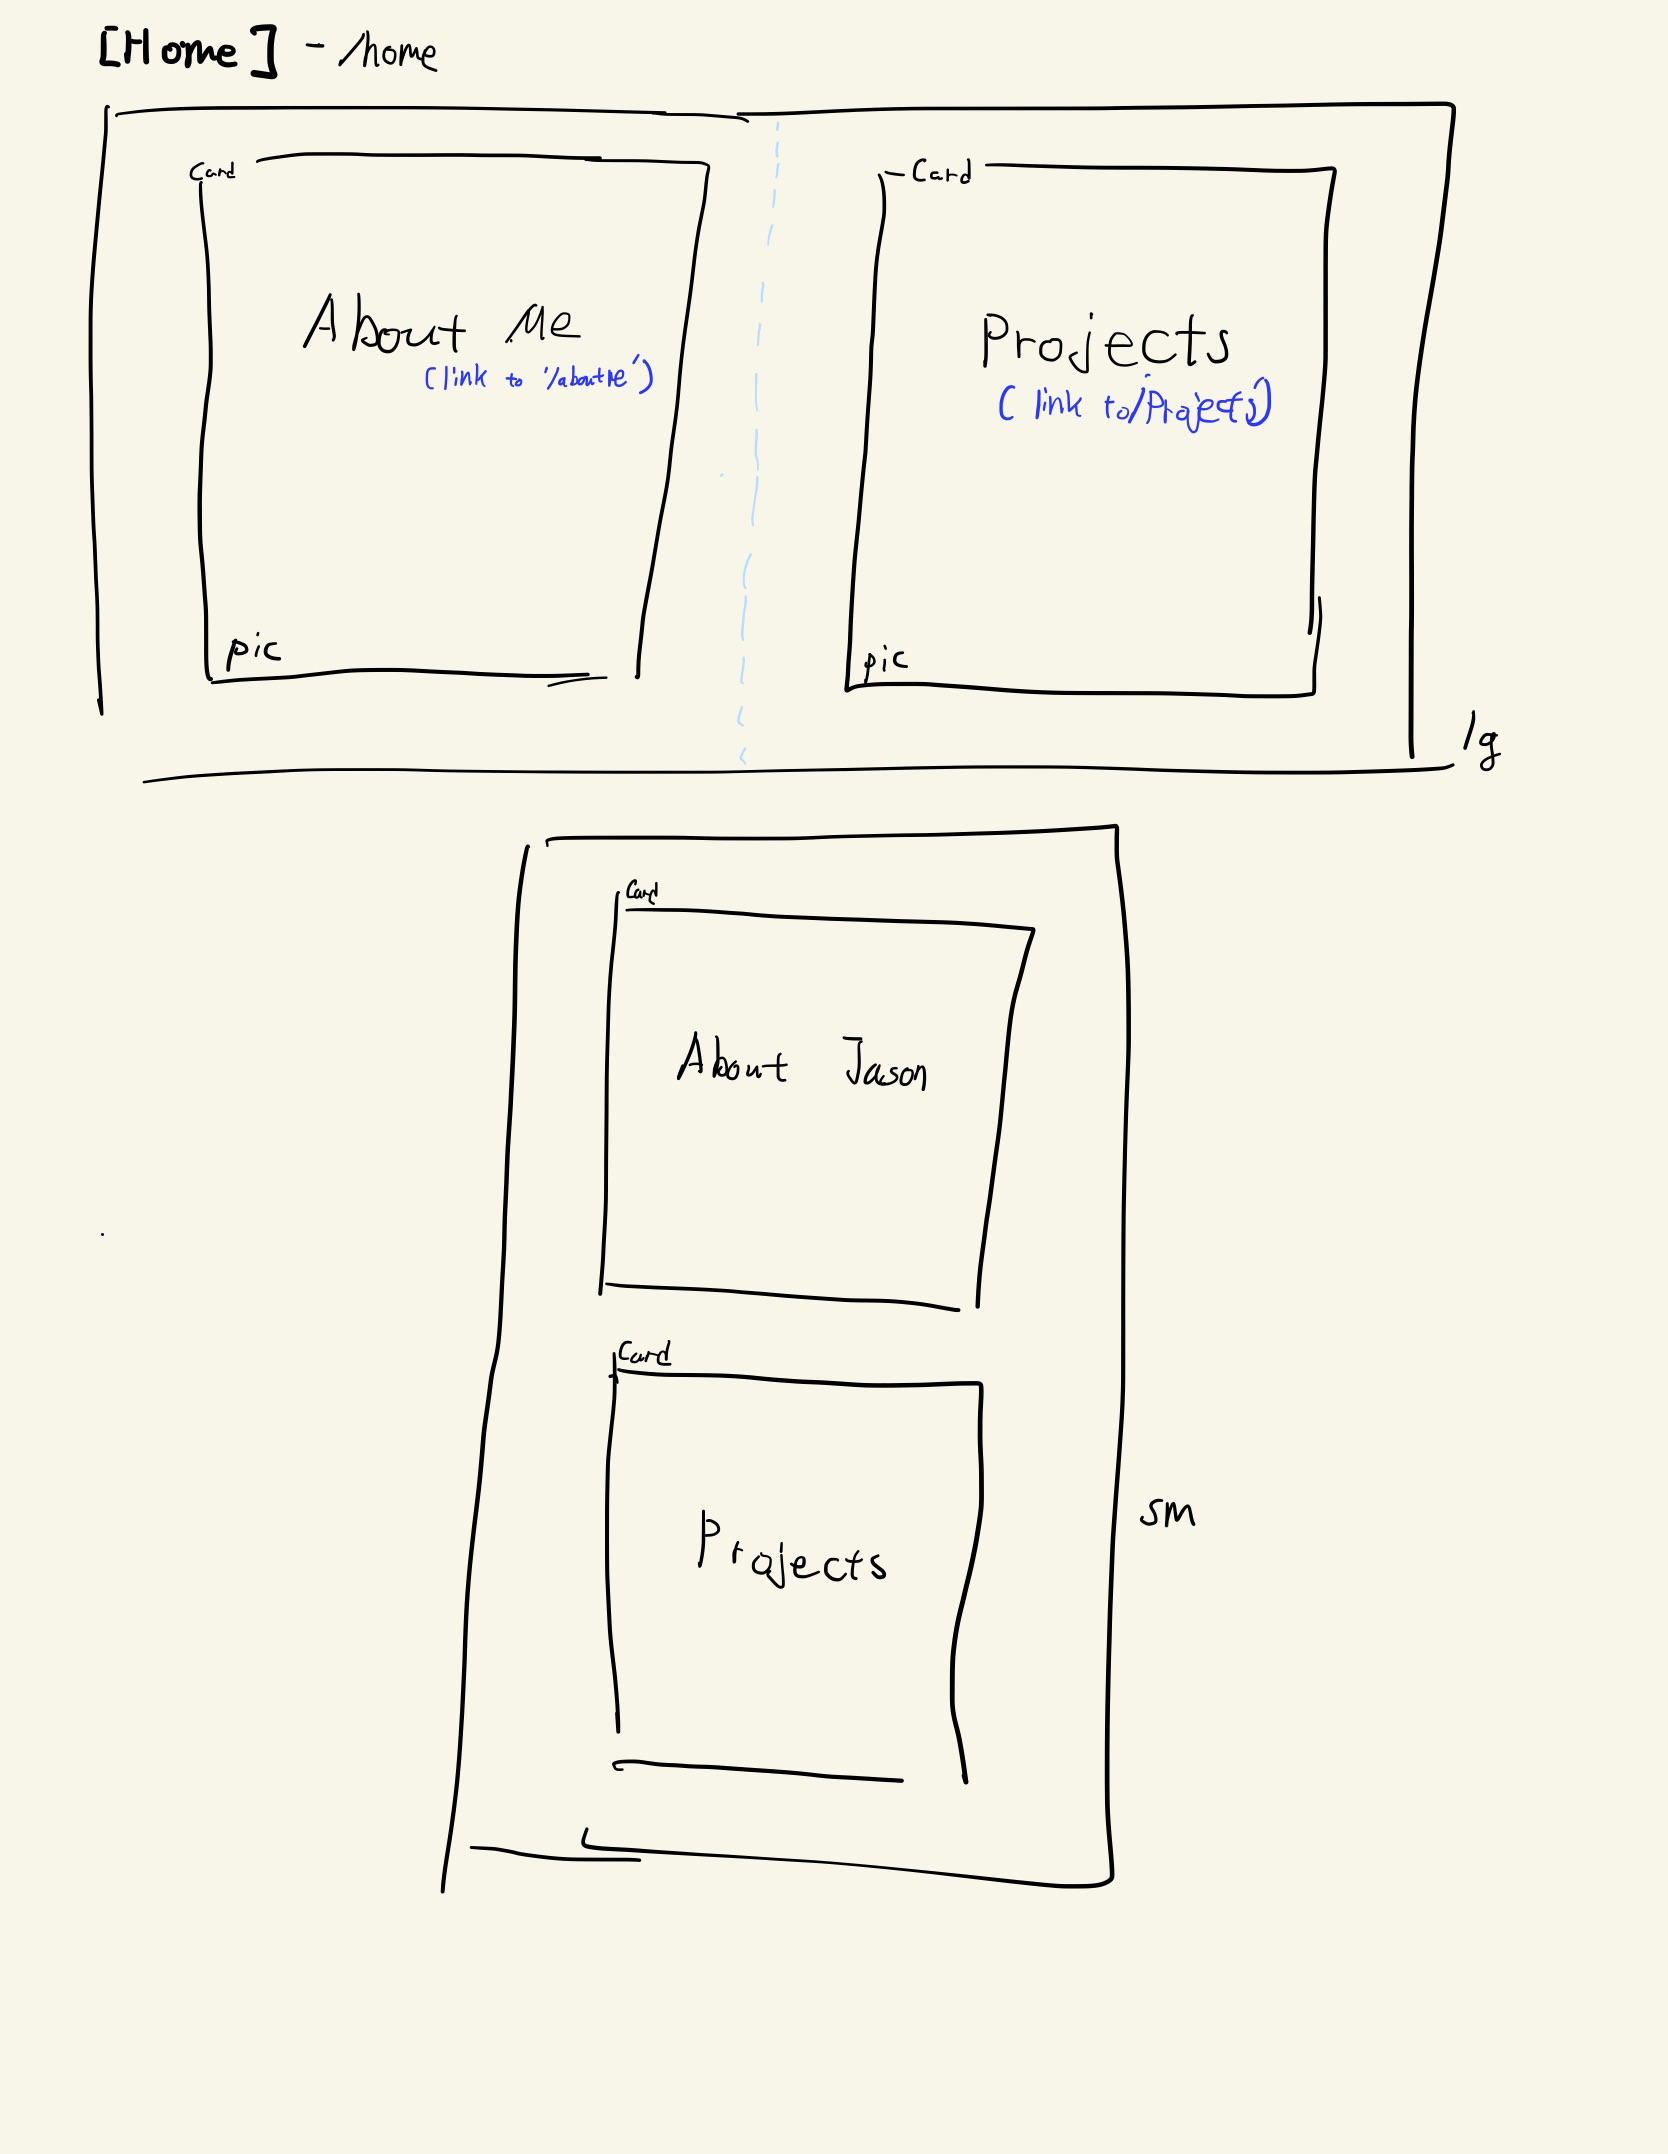 [Home] - /home
Card
Card
About Me
(link to '/aboutme')
Projects
(link to /Projects)
pic
pic
lg
Card
About Jason
Card
Projects
sm